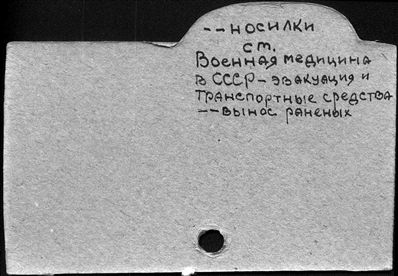 --носилки
см.
Военная медицина
в СССР-эвакуация и
транспортные средства
--вынос раненых